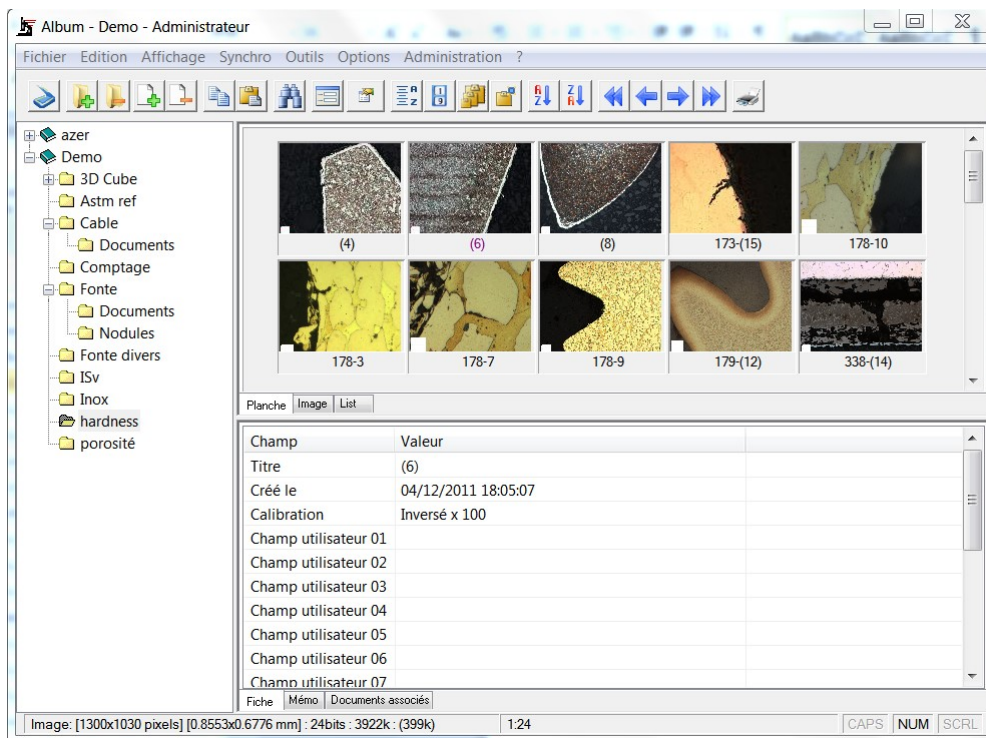 Album - Demo - Administrateur
Fichier Edition Affichage Synchro Outils Options Administration ?
azer
Demo
3D Cube
Astm ref
Cable
Documents
Comptage
Fonte
Documents
Nodules
Fonte divers
ISv
Inox
hardness
porosité
(4) (6) (8) 173-(15) 178-10
178-3 178-7 178-9 179-(12) 338-(14)
Planche Image List
Champ Valeur
Titre (6)
Créé le 04/12/2011 18:05:07
Calibration Inversé x 100
Champ utilisateur 01
Champ utilisateur 02
Champ utilisateur 03
Champ utilisateur 04
Champ utilisateur 05
Champ utilisateur 06
Champ utilisateur 07
Fiche Mémo Documents associés
Image: [1300x1030 pixels] [0.8553x0.6776 mm] : 24bits : 3922k : (399k) 1:24 CAPS NUM SCRL